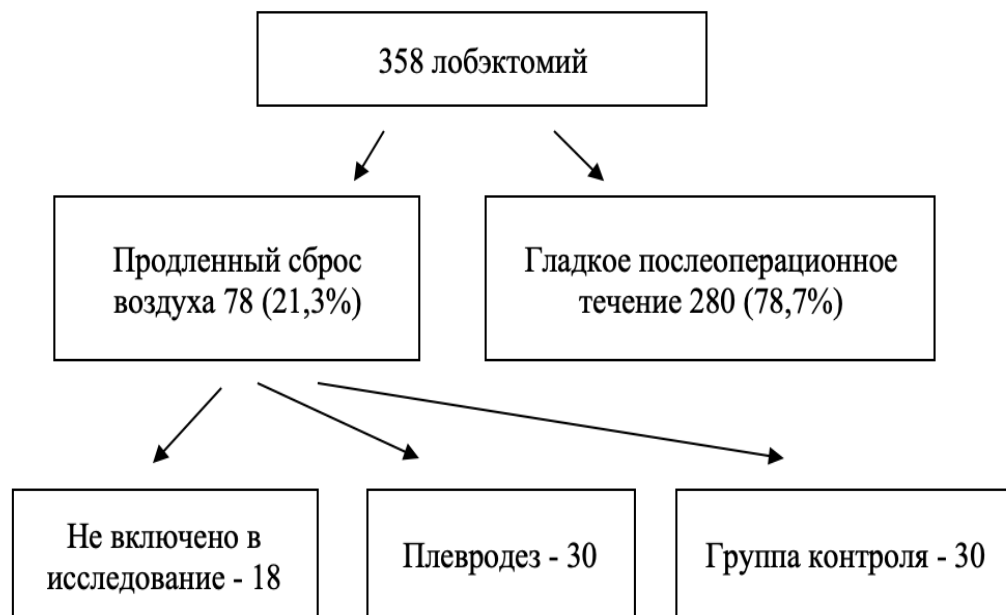 358 лобэктомий
Продленный сброс
воздуха 78 (21,3%)
Гладкое послеоперационное
течение 280 (78,7%)
Не включено в
исследование - 18
Плевродез - 30
Группа контроля - 30